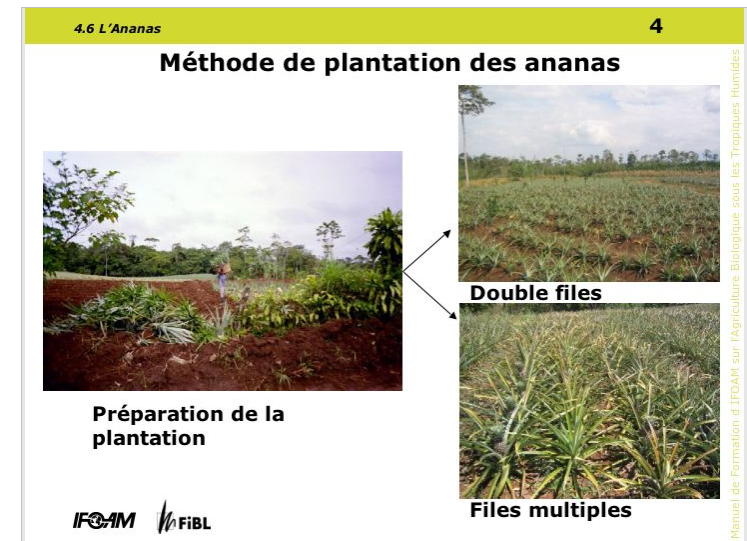 4.6 L’Ananas
4
Méthode de plantation des ananas
Double files
Préparation de la
plantation
Files multiples
IFOAM
FiBL
Manuel de Formation d IFOAM sur l'Agriculture Biologique sous les Tropiques Humides